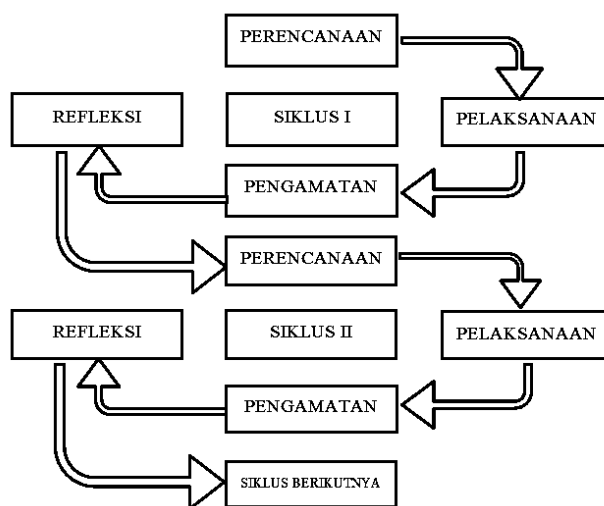 PERENCANAAN
REFLEKSI
SIKLUS I
PELAKSANAAN
PENGAMATAN
PERENCANAAN
REFLEKSI
SIKLUS II
PELAKSANAAN
PENGAMATAN
SIKLUS BERIKUTNYA